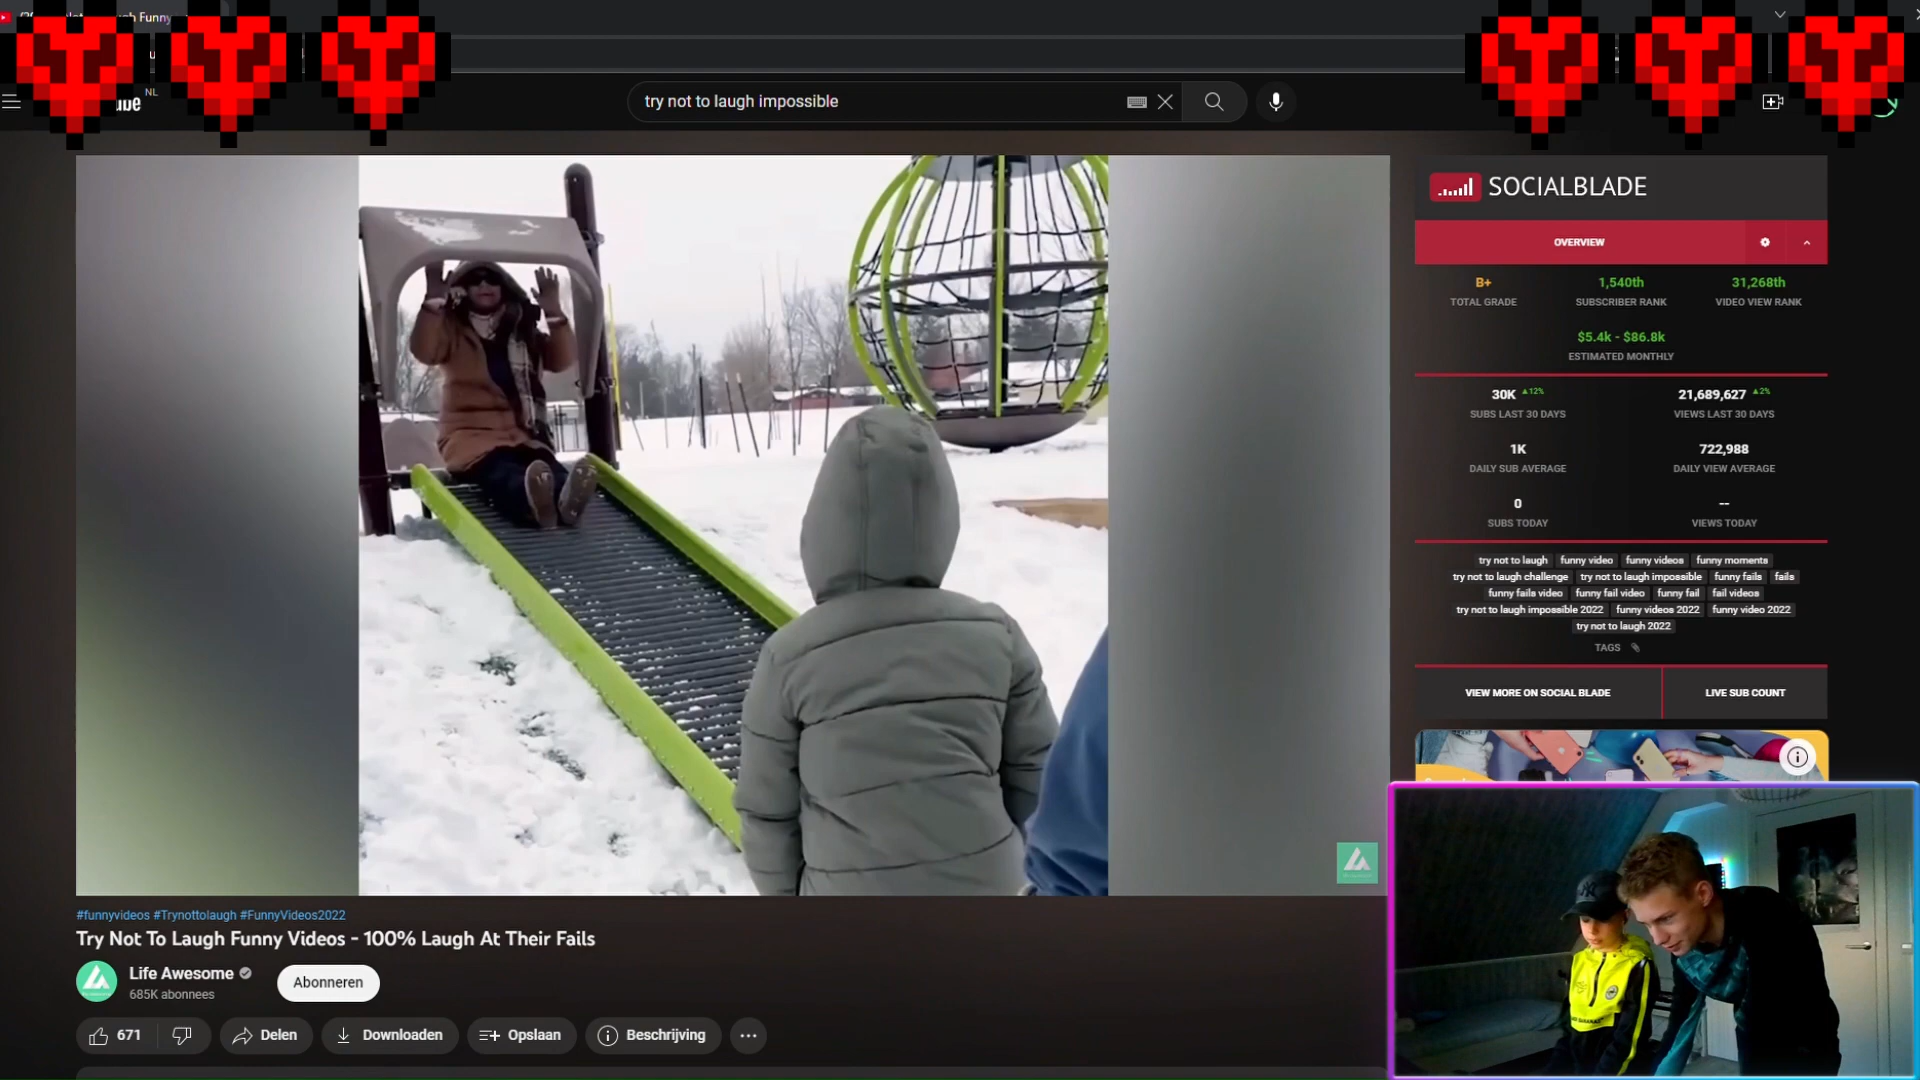 ugh Funny
NL
ube
try not to laugh impossible
SOCIALBLADE
OVERVIEW
B+ 1,540th 31,268th
TOTAL GRADE SUBSCRIBER RANK VIDEO VIEW RANK
$5.4k - $86.8k
ESTIMATED MONTHLY
30K ▲12% 21,689,627 ▲2%
SUBS LAST 30 DAYS VIEWS LAST 30 DAYS
1K 722,988
DAILY SUB AVERAGE DAILY VIEW AVERAGE
0 --
SUBS TODAY VIEWS TODAY
try not to laugh funny video funny videos funny moments
try not to laugh challenge try not to laugh impossible funny fails fails
funny fails video funny fail video funny fail fail videos
try not to laugh impossible 2022 funny videos 2022 funny video 2022
try not to laugh 2022
TAGS
VIEW MORE ON SOCIAL BLADE LIVE SUB COUNT
#funnyvideos #Trynottolaugh #FunnyVideos2022
Try Not To Laugh Funny Videos - 100% Laugh At Their Fails
Life Awesome
685K abonnees
Abonneren
671 Delen Downloaden Opslaan Beschrijving